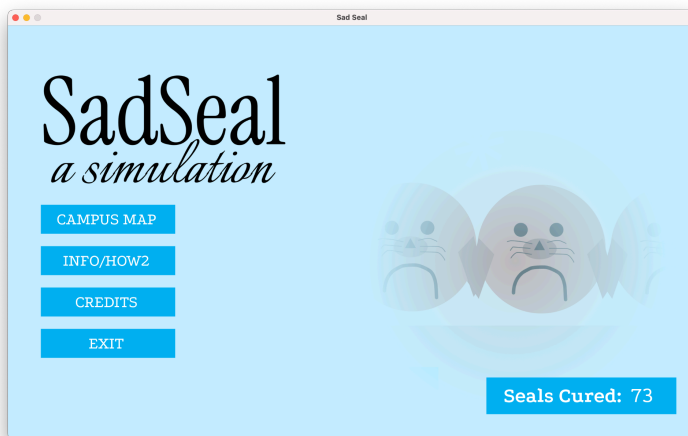 Sad Seal
SadSeal
a simulation
CAMPUS MAP
INFO/HOW2
CREDITS
EXIT
Seals Cured: 73